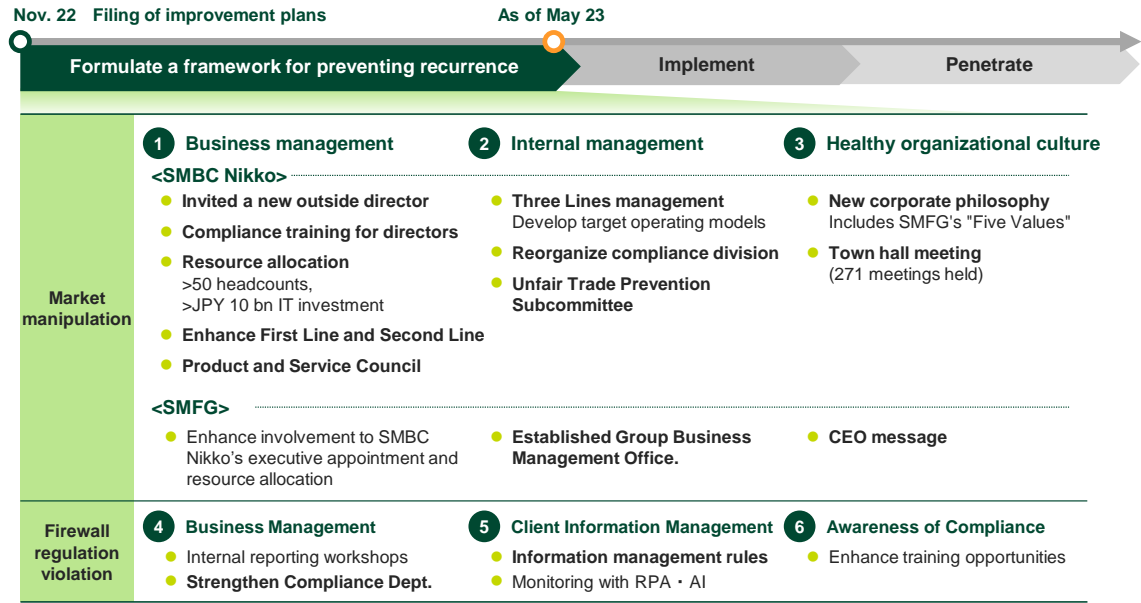 Nov. 22 Filing of improvement plans
As of May 23
Formulate a framework for preventing recurrence
Implement
Penetrate
Market
manipulation
1 Business management
<SMBC Nikko>
Invited a new outside director
Compliance training for directors
Resource allocation
>50 headcounts,
>JPY 10 bn IT investment
Enhance First Line and Second Line
Product and Service Council
2 Internal management
Three Lines management
Develop target operating models
Reorganize compliance division
Unfair Trade Prevention
Subcommittee
3 Healthy organizational culture
New corporate philosophy
Includes SMFG's "Five Values"
Town hall meeting
(271 meetings held)
<SMFG>
Enhance involvement to SMBC
Nikko's executive appointment and
resource allocation
Established Group Business
Management Office.
CEO message
Firewall
regulation
violation
4 Business Management
Internal reporting workshops
Strengthen Compliance Dept.
5 Client Information Management
Information management rules
Monitoring with RPA・AI
6 Awareness of Compliance
Enhance training opportunities